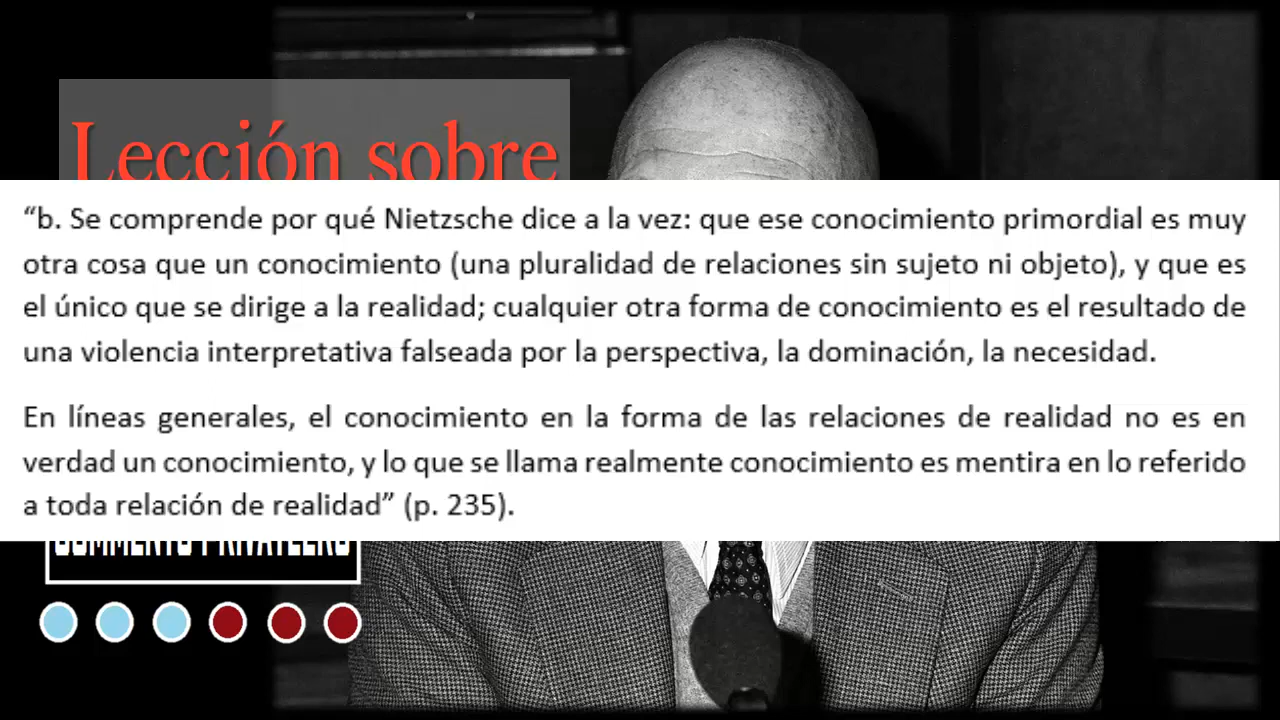 Lección sobre
“b. Se comprende por qué Nietzsche dice a la vez: que ese conocimiento primordial es muy
otra cosa que un conocimiento (una pluralidad de relaciones sin sujeto ni objeto), y que es
el único que se dirige a la realidad; cualquier otra forma de conocimiento es el resultado de
una violencia interpretativa falseada por la perspectiva, la dominación, la necesidad.
En líneas generales, el conocimiento en la forma de las relaciones de realidad no es en
verdad un conocimiento, y lo que se llama realmente conocimiento es mentira en lo referido
a toda relación de realidad” (p. 235).